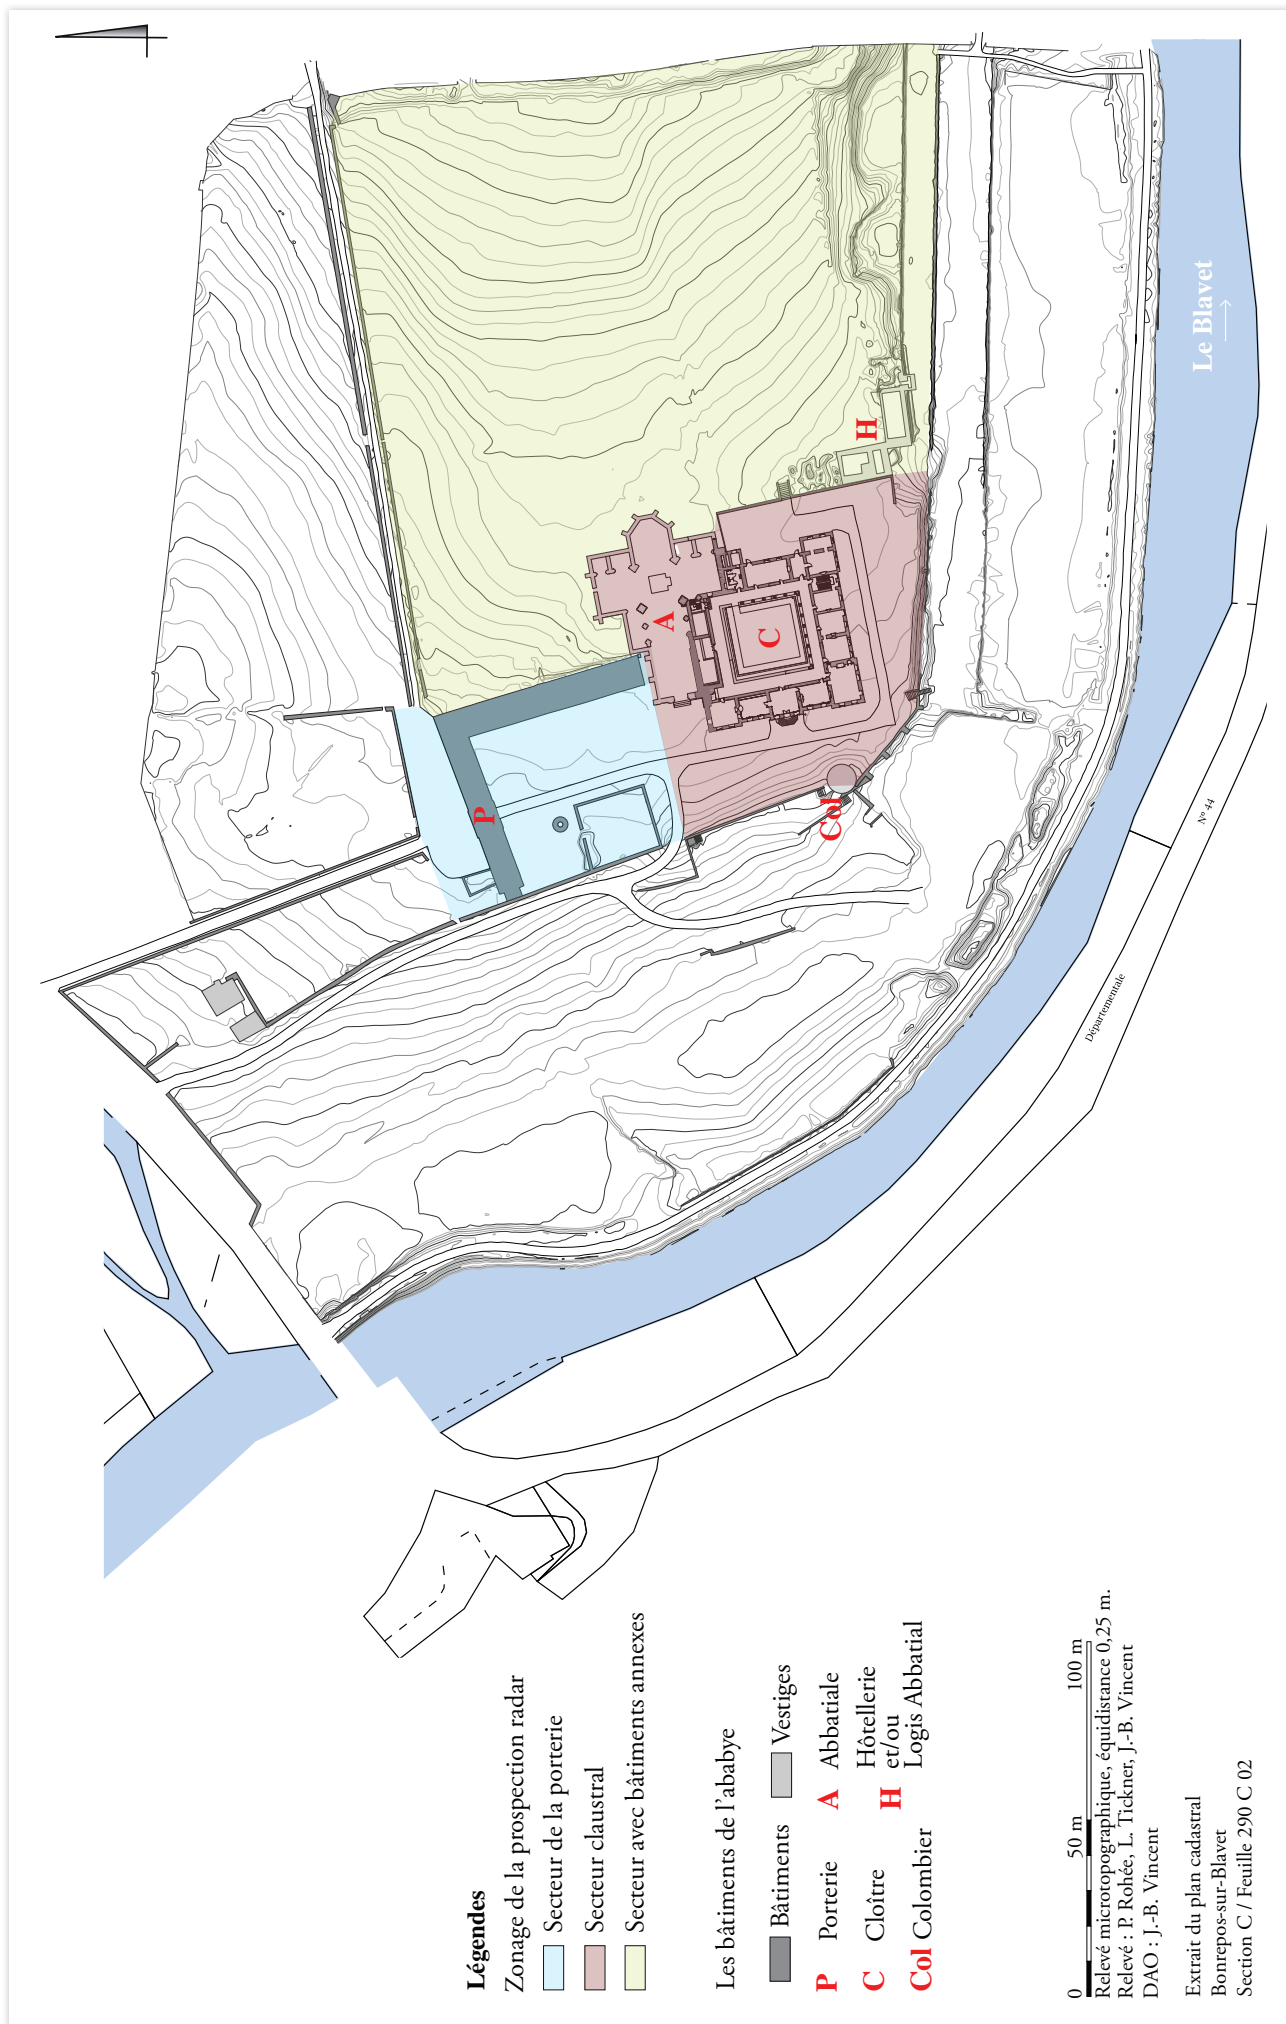 Légendes
Zonage de la prospection radar
Secteur de la porterie
Secteur claustral
Secteur avec bâtiments annexes
Les bâtiments de l'ababye
Bâtiments
Vestiges
P Porterie
A Abbatiale
C Cloître
H Hôtellerie
et/ou
Logis Abbatial
Col Colombier
0 50 m 100 m
Relevé microtopographique, équidistance 0,25 m.
Relevé : P. Rohée, L. Tickner, J.-B. Vincent
DAO : J.-B. Vincent
Extrait du plan cadastral
Bonrepos-sur-Blavet
Section C / Feuille 290 C 02
P
A
C
H
Col
Le Blavet
Départementale
N° 44